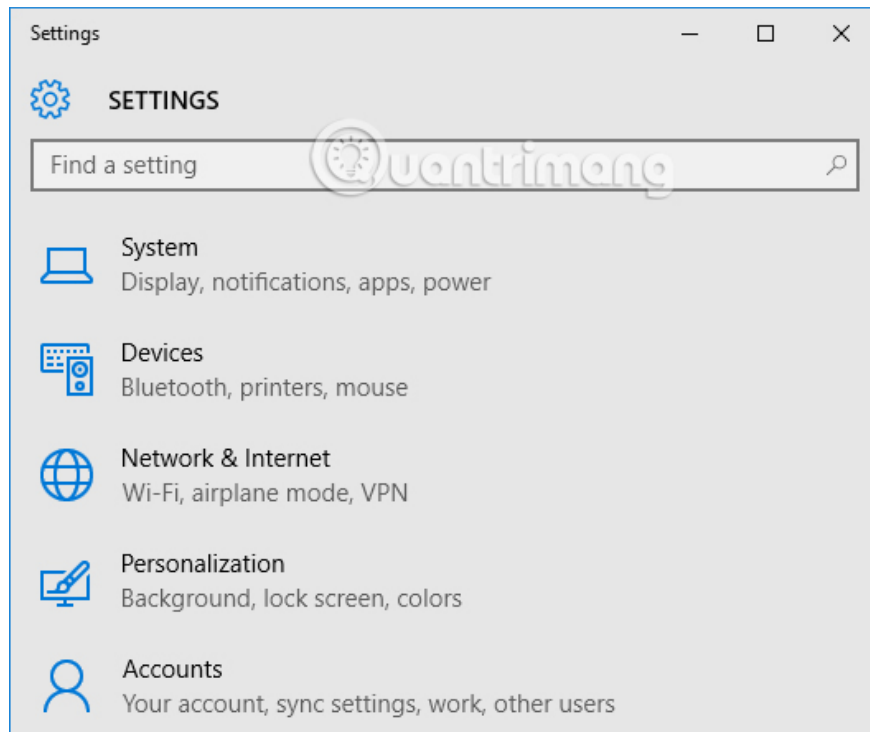 Settings
SETTINGS
Find a setting
Quantrimang
System
Display, notifications, apps, power
Devices
Bluetooth, printers, mouse
Network & Internet
Wi-Fi, airplane mode, VPN
Personalization
Background, lock screen, colors
Accounts
Your account, sync settings, work, other users